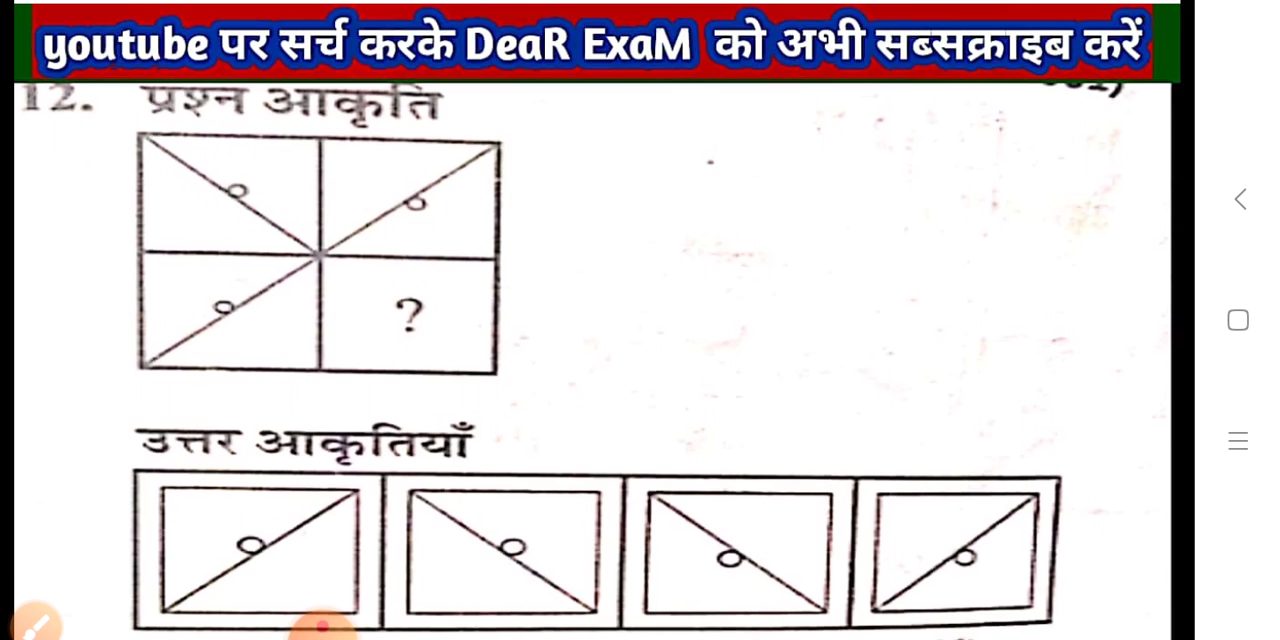 youtube पर सर्च करके DeaR ExaM को अभी सब्सक्राइब करें
12. प्रश्न आकृति
?
उत्तर आकृतियाँ